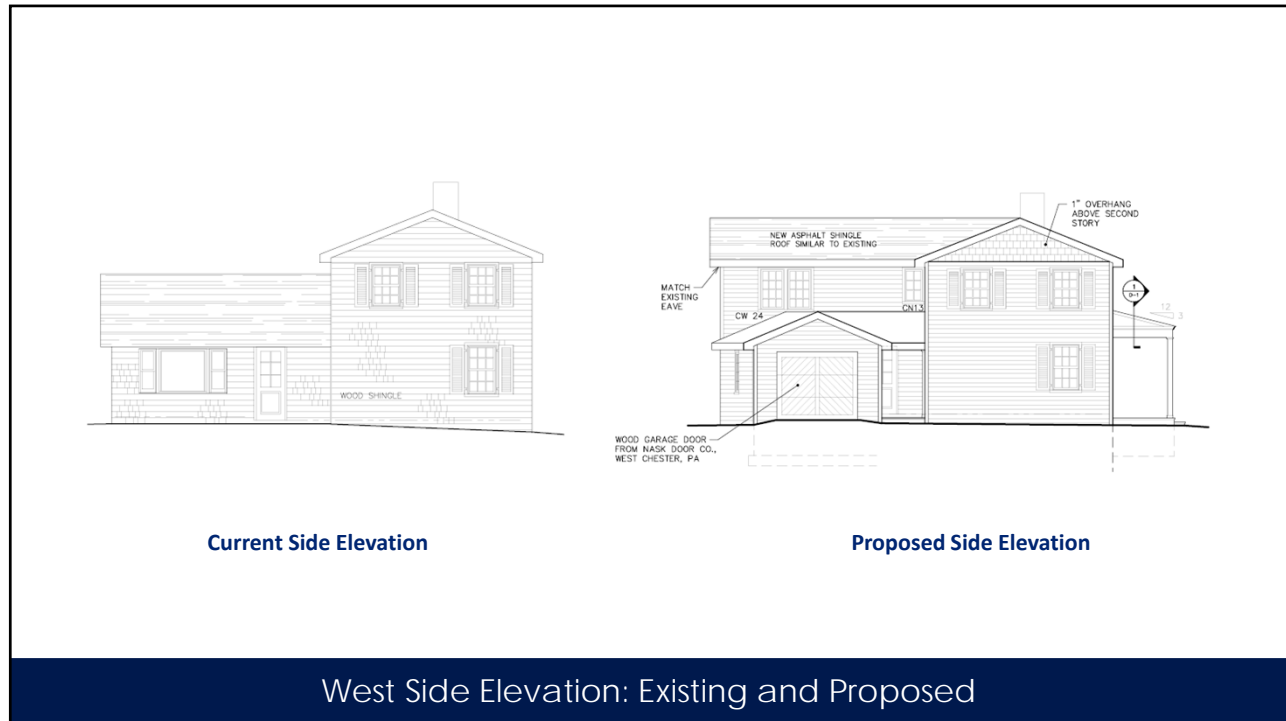 WOOD SHINGLE
1" OVERHANG
ABOVE SECOND
STORY
NEW ASPHALT SHINGLE
ROOF SIMILAR TO EXISTING
MATCH
EXISTING
EAVE
CW 24
CN13
1
D-1
12
3
WOOD GARAGE DOOR
FROM NASK DOOR CO.,
WEST CHESTER, PA
Current Side Elevation
Proposed Side Elevation
West Side Elevation: Existing and Proposed